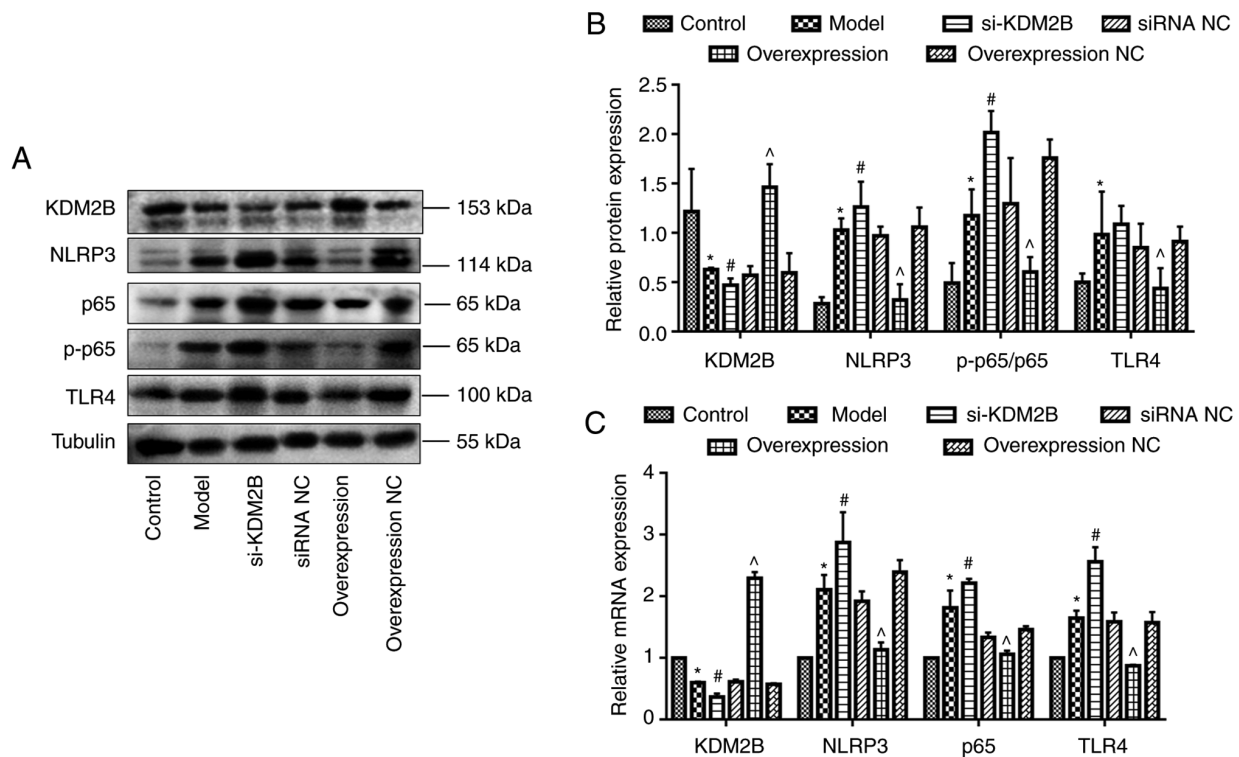 A
KDM2B
153 kDa
NLRP3
114 kDa
p65
65 kDa
p-p65
65 kDa
TLR4
100 kDa
Tubulin
55 kDa
Control
Model
si-KDM2B
siRNA NC
Overexpression
Overexpression NC
B
Control Model si-KDM2B siRNA NC
Overexpression Overexpression NC
Relative protein expression
2.5
2.0
1.5
1.0
0.5
0.0
* # ^ * # ^ * # ^ * ^
KDM2B NLRP3 p-p65/p65 TLR4
C
Control Model si-KDM2B siRNA NC
Overexpression Overexpression NC
Relative mRNA expression
4
3
2
1
0
* # ^ * # ^ * # ^ * # ^
KDM2B NLRP3 p65 TLR4